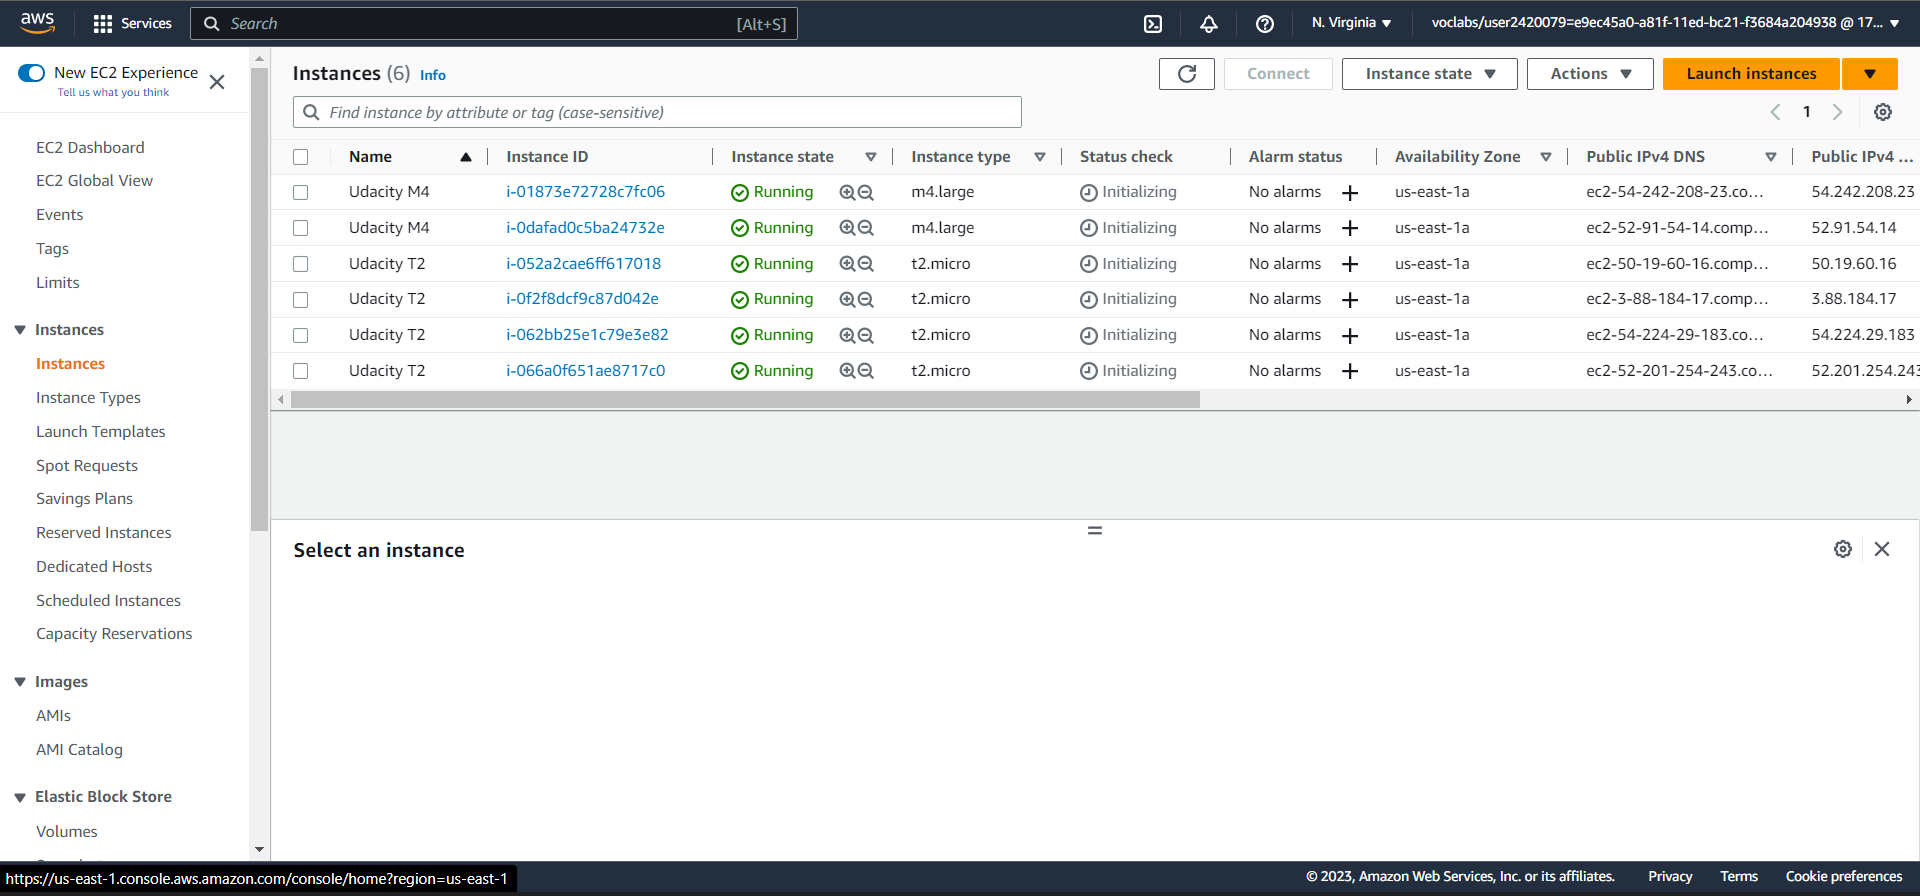 aws
Services
Search
[Alt+S]
N. Virginia
voclabs/user2420079=e9ec45a0-a81f-11ed-bc21-f3684a204938 @ 17...
New EC2 Experience
Tell us what you think
EC2 Dashboard
EC2 Global View
Events
Tags
Limits
Instances
Instances
Instance Types
Launch Templates
Spot Requests
Savings Plans
Reserved Instances
Dedicated Hosts
Scheduled Instances
Capacity Reservations
Images
AMIs
AMI Catalog
Elastic Block Store
Volumes
Instances (6) Info
Connect
Instance state
Actions
Launch instances
Find instance by attribute or tag (case-sensitive)
1
Name Instance ID Instance state Instance type Status check Alarm status Availability Zone Public IPv4 DNS Public IPv4 ...
Udacity M4 i-01873e72728c7fc06 Running m4.large Initializing No alarms + us-east-1a ec2-54-242-208-23.co... 54.242.208.23
Udacity M4 i-0dafad0c5ba24732e Running m4.large Initializing No alarms + us-east-1a ec2-52-91-54-14.comp... 52.91.54.14
Udacity T2 i-052a2cae6ff617018 Running t2.micro Initializing No alarms + us-east-1a ec2-50-19-60-16.comp... 50.19.60.16
Udacity T2 i-0f2f8dcf9c87d042e Running t2.micro Initializing No alarms + us-east-1a ec2-3-88-184-17.comp... 3.88.184.17
Udacity T2 i-062bb25e1c79e3e82 Running t2.micro Initializing No alarms + us-east-1a ec2-54-224-29-183.co... 54.224.29.183
Udacity T2 i-066a0f651ae8717c0 Running t2.micro Initializing No alarms + us-east-1a ec2-52-201-254-243.co... 52.201.254.243
Select an instance
https://us-east-1.console.aws.amazon.com/console/home?region=us-east-1
© 2023, Amazon Web Services, Inc. or its affiliates.
Privacy
Terms
Cookie preferences